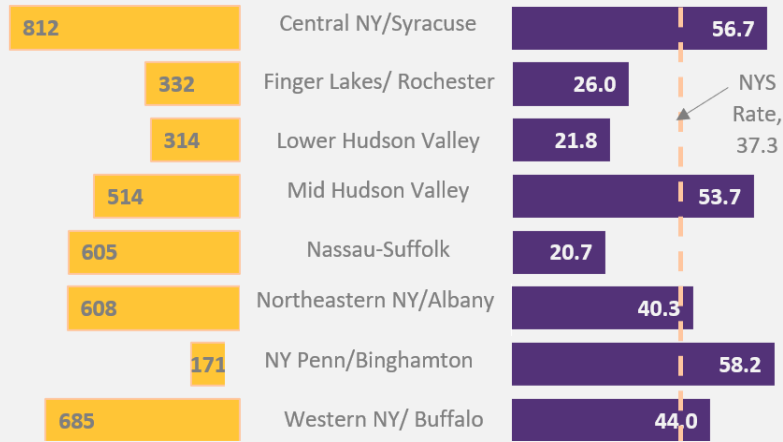 812 Central NY/Syracuse 56.7
332 Finger Lakes/ Rochester 26.0
NYS
Rate,
37.3
314 Lower Hudson Valley 21.8
514 Mid Hudson Valley 53.7
605 Nassau-Suffolk 20.7
608 Northeastern NY/Albany 40.3
171 NY Penn/Binghamton 58.2
685 Western NY/ Buffalo 44.0